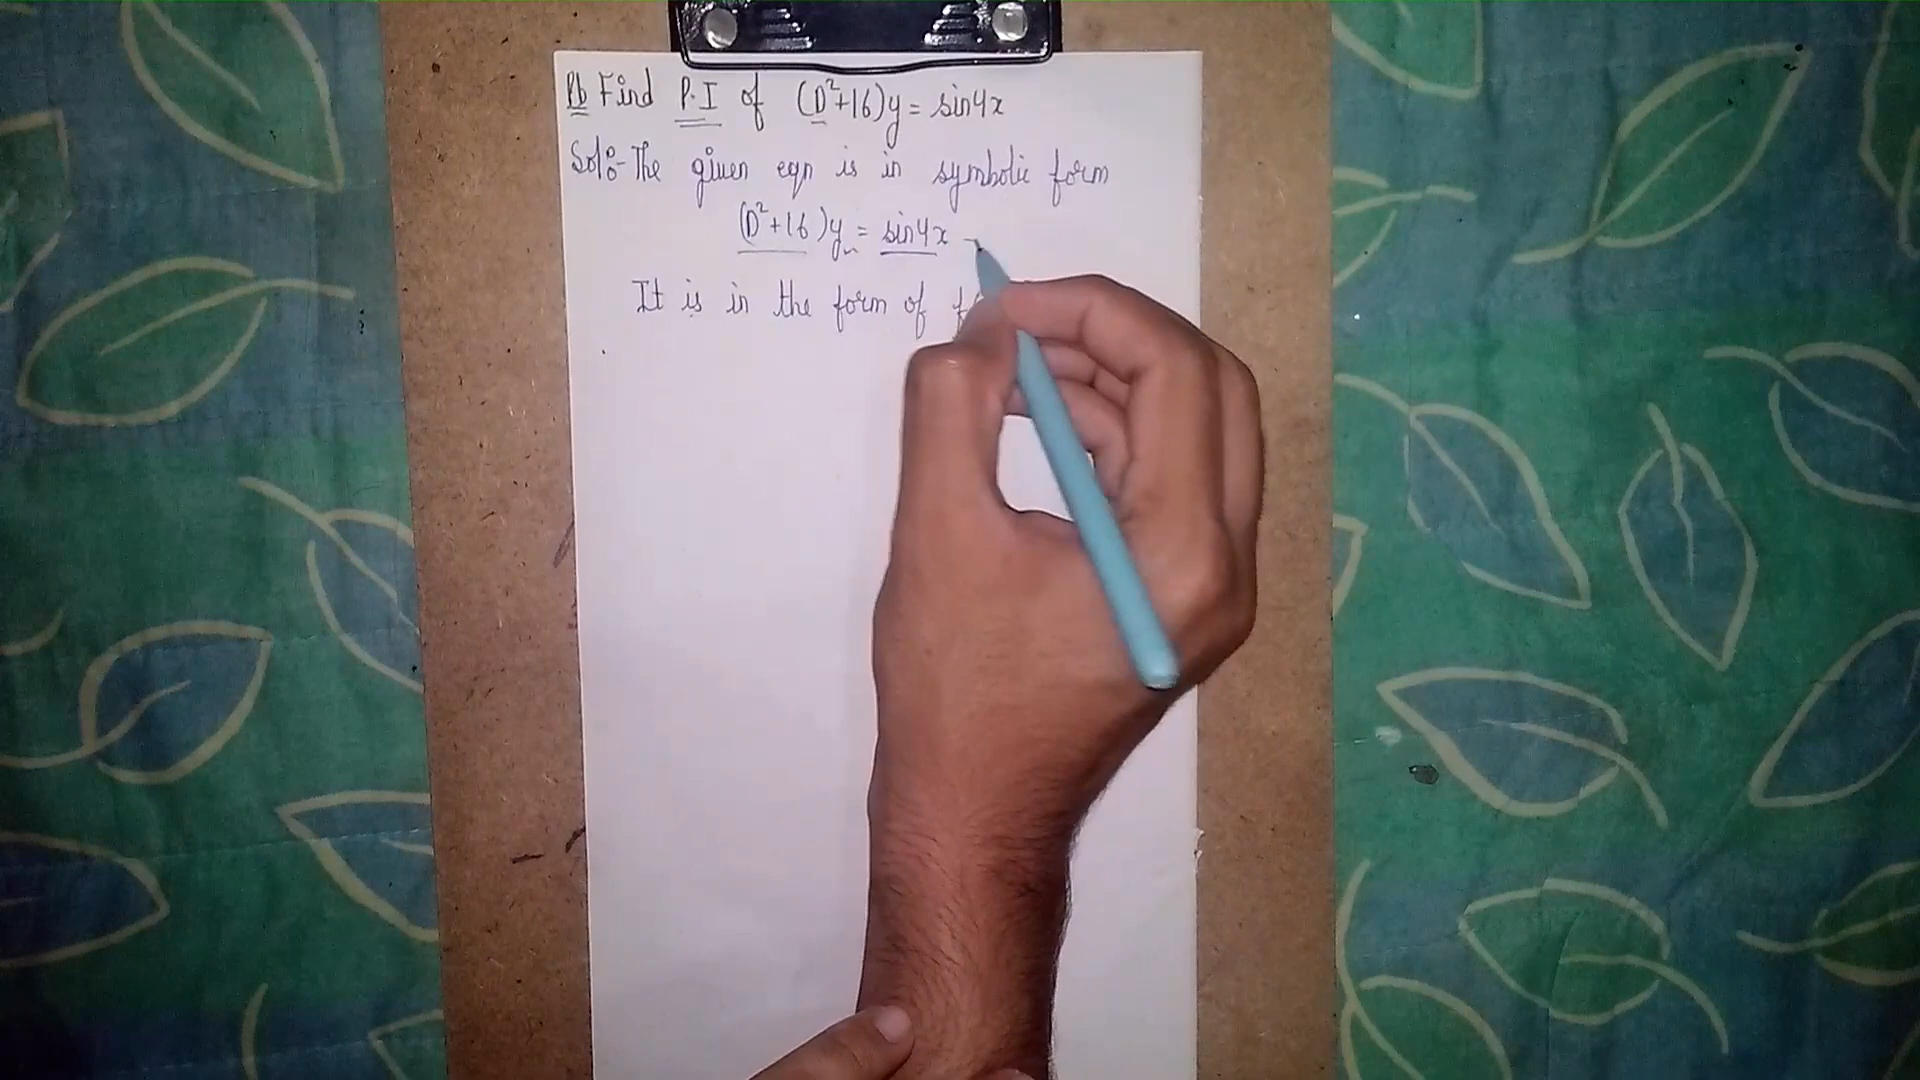 Pb Find P.I of (D²+16)y = sin4x
Sol:- The given eqn is in symbolic form
(D²+16)y = sin4x -
It is in the form of